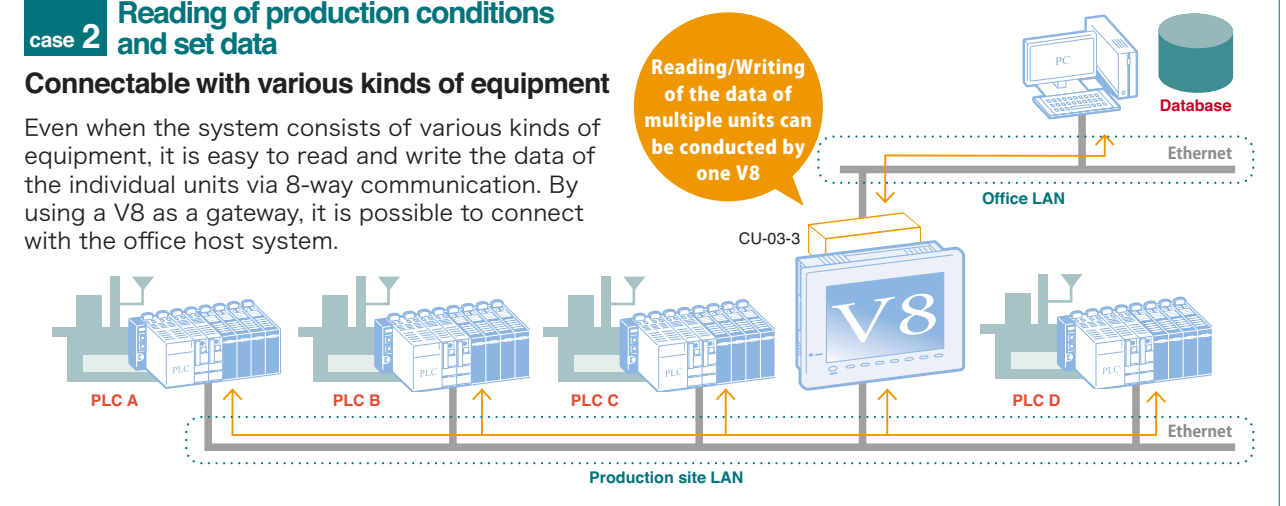 case 2
Reading of production conditions
and set data
Connectable with various kinds of equipment
Even when the system consists of various kinds of
equipment, it is easy to read and write the data of
the individual units via 8-way communication. By
using a V8 as a gateway, it is possible to connect
with the office host system.
Reading/Writing
of the data of
multiple units can
be conducted by
one V8
PC
Database
Ethernet
Office LAN
CU-03-3
V8
PLC
PLC
PLC
PLC
PLC A
PLC B
PLC C
PLC D
Ethernet
Production site LAN